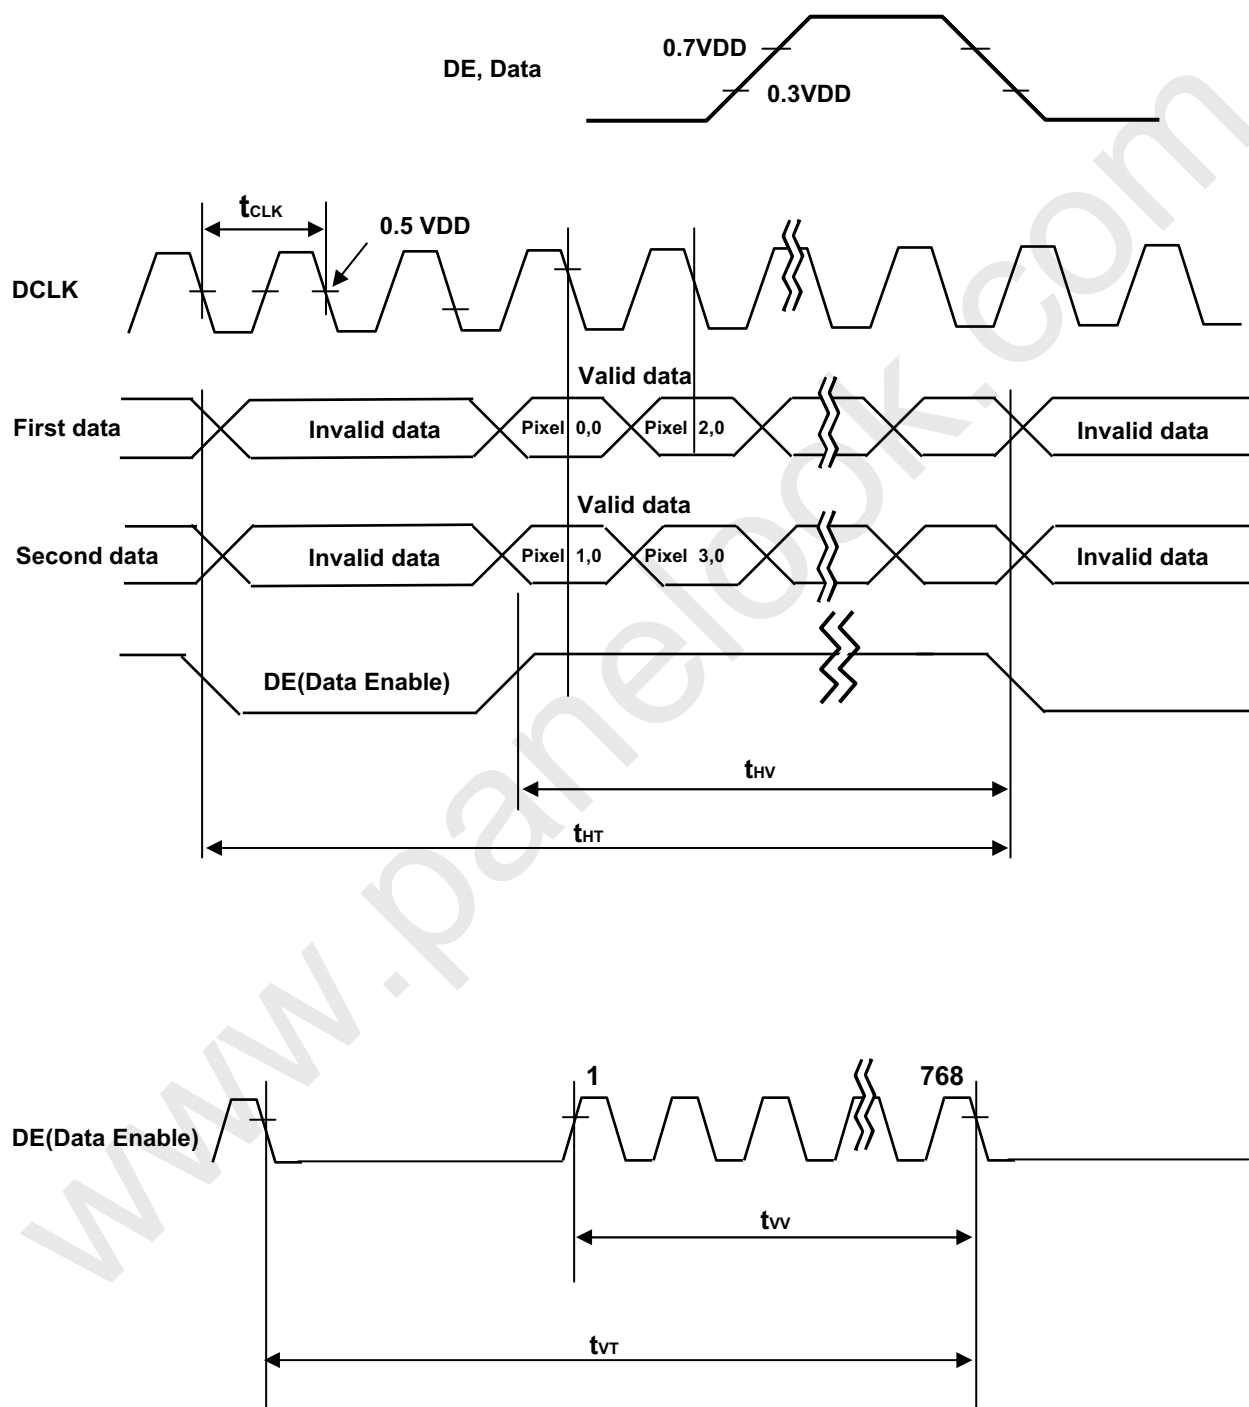 0.7VDD
DE, Data
0.3VDD
tCLK
0.5 VDD
DCLK
Valid data
First data
Invalid data
Pixel 0,0
Pixel 2,0
Invalid data
Valid data
Second data
Invalid data
Pixel 1,0
Pixel 3,0
Invalid data
DE(Data Enable)
tHV
tHT
1
768
DE(Data Enable)
tVV
tVT
www.panelook.com